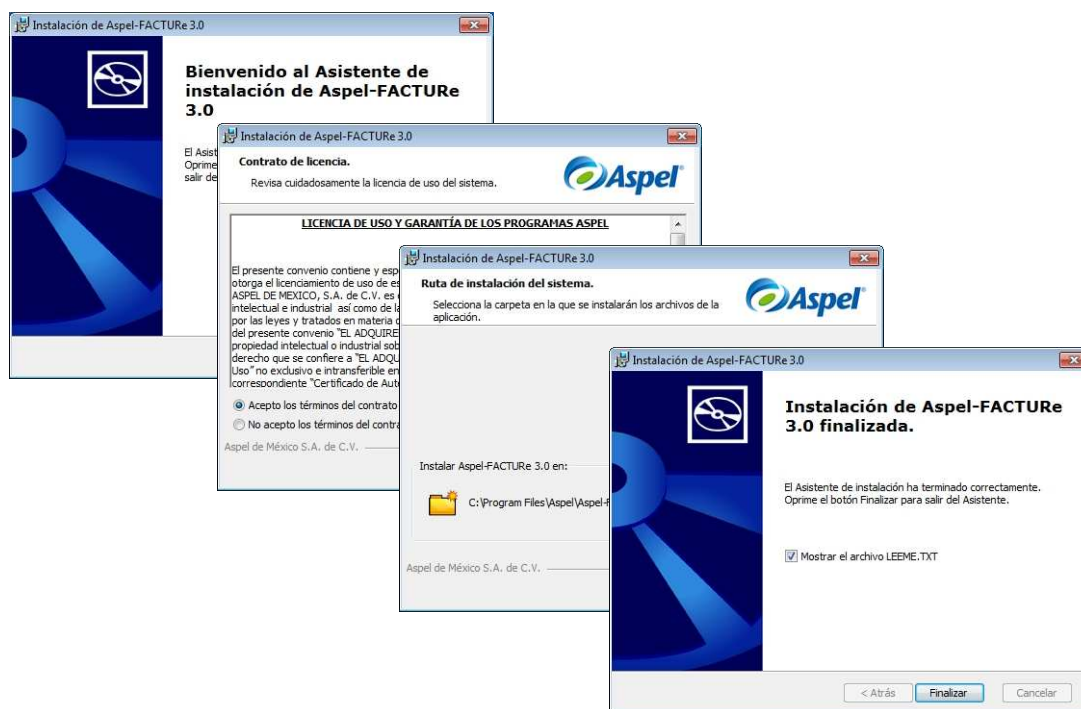 Instalación de Aspel-FACTURe 3.0
Bienvenido al Asistente de
instalación de Aspel-FACTURe
3.0
El Asist
Oprime
salir de
Instalación de Aspel-FACTURe 3.0
Contrato de licencia.
Revisa cuidadosamente la licencia de uso del sistema.
Aspel
LICENCIA DE USO Y GARANTÍA DE LOS PROGRAMAS ASPEL
El presente convenio contiene y esp
otorga el licenciamiento de uso de es
ASPEL DE MEXICO, S.A. de C.V. es
intelectual e industrial así como de la
por las leyes y tratados en materia
del presente convenio "EL ADQUIRE
propiedad intelectual o industrial sob
derecho que se confiere a "EL ADQU
Uso" no exclusivo e intransferible en
correspondiente "Certificado de Aut
Acepto los términos del contrato
No acepto los términos del contra
Aspel de México S.A. de C.V.
Instalación de Aspel-FACTURe 3.0
Ruta de instalación del sistema.
Selecciona la carpeta en la que se instalarán los archivos de la
aplicación.
Aspel
Instalar Aspel-FACTURe 3.0 en:
C:\Program Files\Aspel\Aspel-F
Aspel de México S.A. de C.V.
Instalación de Aspel-FACTURe 3.0
Instalación de Aspel-FACTURe
3.0 finalizada.
El Asistente de instalación ha terminado correctamente.
Oprime el botón Finalizar para salir del Asistente.
Mostrar el archivo LEEME.TXT
< Atrás
Finalizar
Cancelar